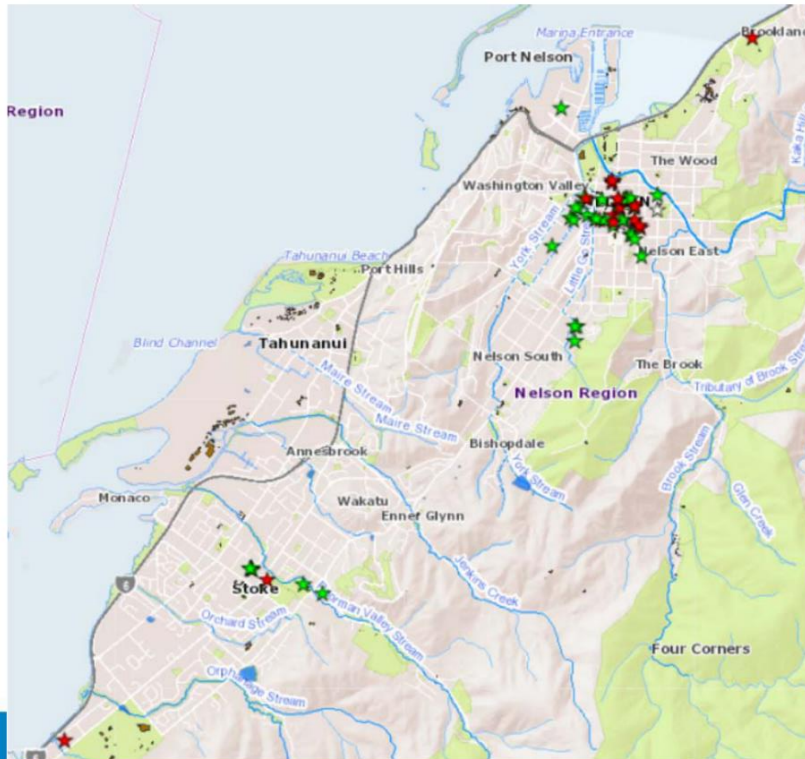 Marina Entrance
Brookland
Port Nelson
Region
The Wood
Kaka Hill
Washington Valley
York Stream
Nelson East
Tahunanui Beach
Port Hills
Blind Channel
Tahunanui
Nelson South
The Brook
Tributary of Brook Stre
Maire Stream
Nelson Region
Maire Stream
Bishopdale
Annesbrook
York Stream
Brook Stream
Glen Creek
Monaco
Wakatu
Enner Glynn
Jenkins Creek
6
Stoke
Orchard Stream
Poorman Valley Stream
Four Corners
Orphanage Stream
6